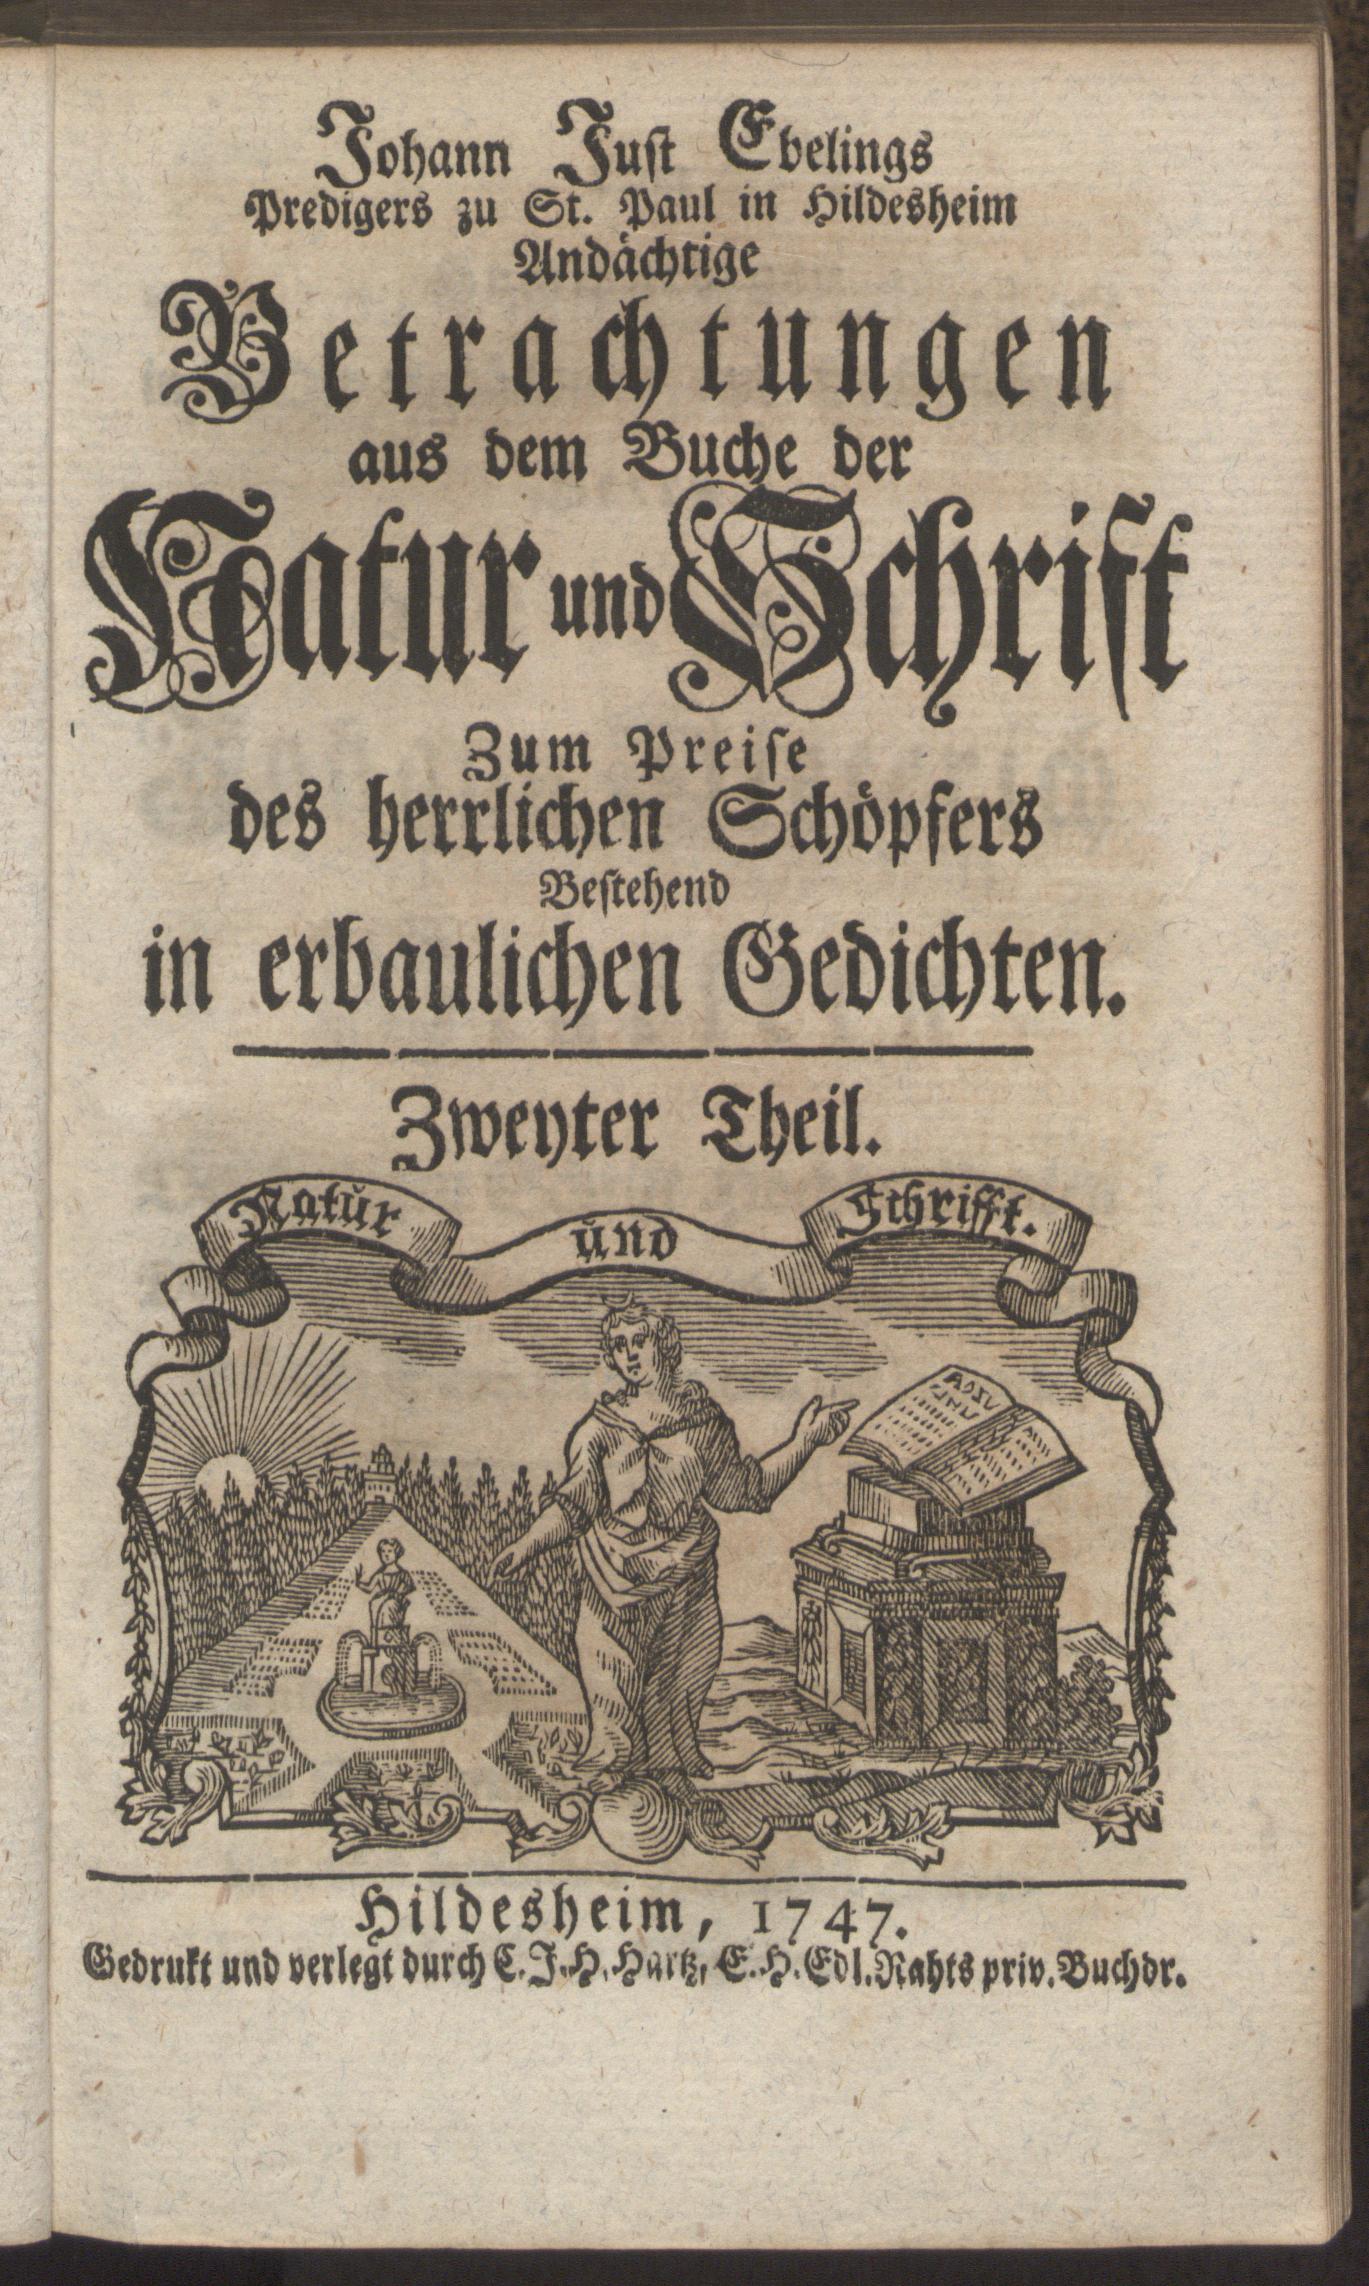 Johann Just Ebelings
Predigers zu St. Paul in Hildesheim
Andächtige
Betrachtungen
aus dem Buche der
Natur und Schrift
Zum Preise
des herrlichen Schöpfers
Bestehend
in erbaulichen Gedichten.
Zweyter Theil.
Natŭr ŭnd Schrifft.
Hildesheim, 1747.
Gedrukt und verlegt durch C. J. H. Hartz, E. H. Edl. Rahts priv. Buchdr.